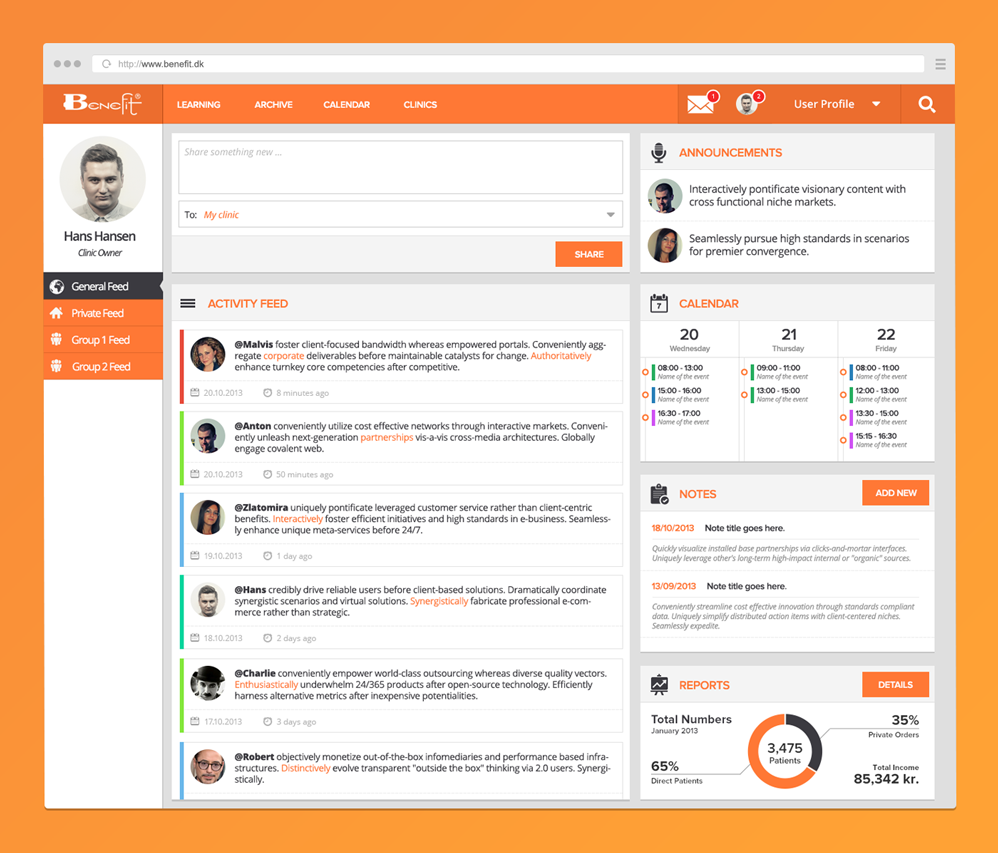 http://www.benefit.dk
Benefit®
LEARNING
ARCHIVE
CALENDAR
CLINICS
1
2
User Profile
Hans Hansen
Clinic Owner
General Feed
Private Feed
Group 1 Feed
Group 2 Feed
Share something new ...
To: My clinic
SHARE
ACTIVITY FEED
@Malvis foster client-focused bandwidth whereas empowered portals. Conveniently agg-
regate corporate deliverables before maintainable catalysts for change. Authoritatively
enhance turnkey core competencies after competitive.
20.10.2013 8 minutes ago
@Anton conveniently utilize cost effective networks through interactive markets. Conveni-
ently unleash next-generation partnerships vis-a-vis cross-media architectures. Globally
engage covalent web.
20.10.2013 50 minutes ago
@Zlatomira uniquely pontificate leveraged customer service rather than client-centric
benefits. Interactively foster efficient initiatives and high standards in e-business. Seamless-
ly enhance unique meta-services before 24/7.
19.10.2013 1 day ago
@Hans credibly drive reliable users before client-based solutions. Dramatically coordinate
synergistic scenarios and virtual solutions. Synergistically fabricate professional e-com-
merce rather than strategic.
18.10.2013 2 days ago
@Charlie conveniently empower world-class outsourcing whereas diverse quality vectors.
Enthusiastically underwhelm 24/365 products after open-source technology. Efficiently
harness alternative metrics after inexpensive potentialities.
17.10.2013 3 days ago
@Robert objectively monetize out-of-the-box infomediaries and performance based infra-
structures. Distinctively evolve transparent "outside the box" thinking via 2.0 users. Synergi-
stically.
ANNOUNCEMENTS
Interactively pontificate visionary content with
cross functional niche markets.
Seamlessly pursue high standards in scenarios
for premier convergence.
7
CALENDAR
20
Wednesday
08:00 - 13:00
Name of the event
15:00 - 16:00
Name of the event
16:30 - 17:00
Name of the event
21
Thursday
09:00 - 11:00
Name of the event
13:00 - 15:00
Name of the event
22
Friday
08:00 - 11:00
Name of the event
12:00 - 13:00
Name of the event
13:30 - 15:00
Name of the event
15:15 - 16:30
Name of the event
NOTES
ADD NEW
18/10/2013 Note title goes here.
Quickly visualize installed base partnerships via clicks-and-mortar interfaces.
Uniquely leverage other's long-term high-impact internal or "organic" sources.
13/09/2013 Note title goes here.
Conveniently streamline cost effective innovation through standards compliant
data. Uniquely simplify distributed action items with client-centered niches.
Seamlessly expedite.
REPORTS
DETAILS
Total Numbers
January 2013
65%
Direct Patients
3,475
Patients
35%
Private Orders
Total Income
85,342 kr.